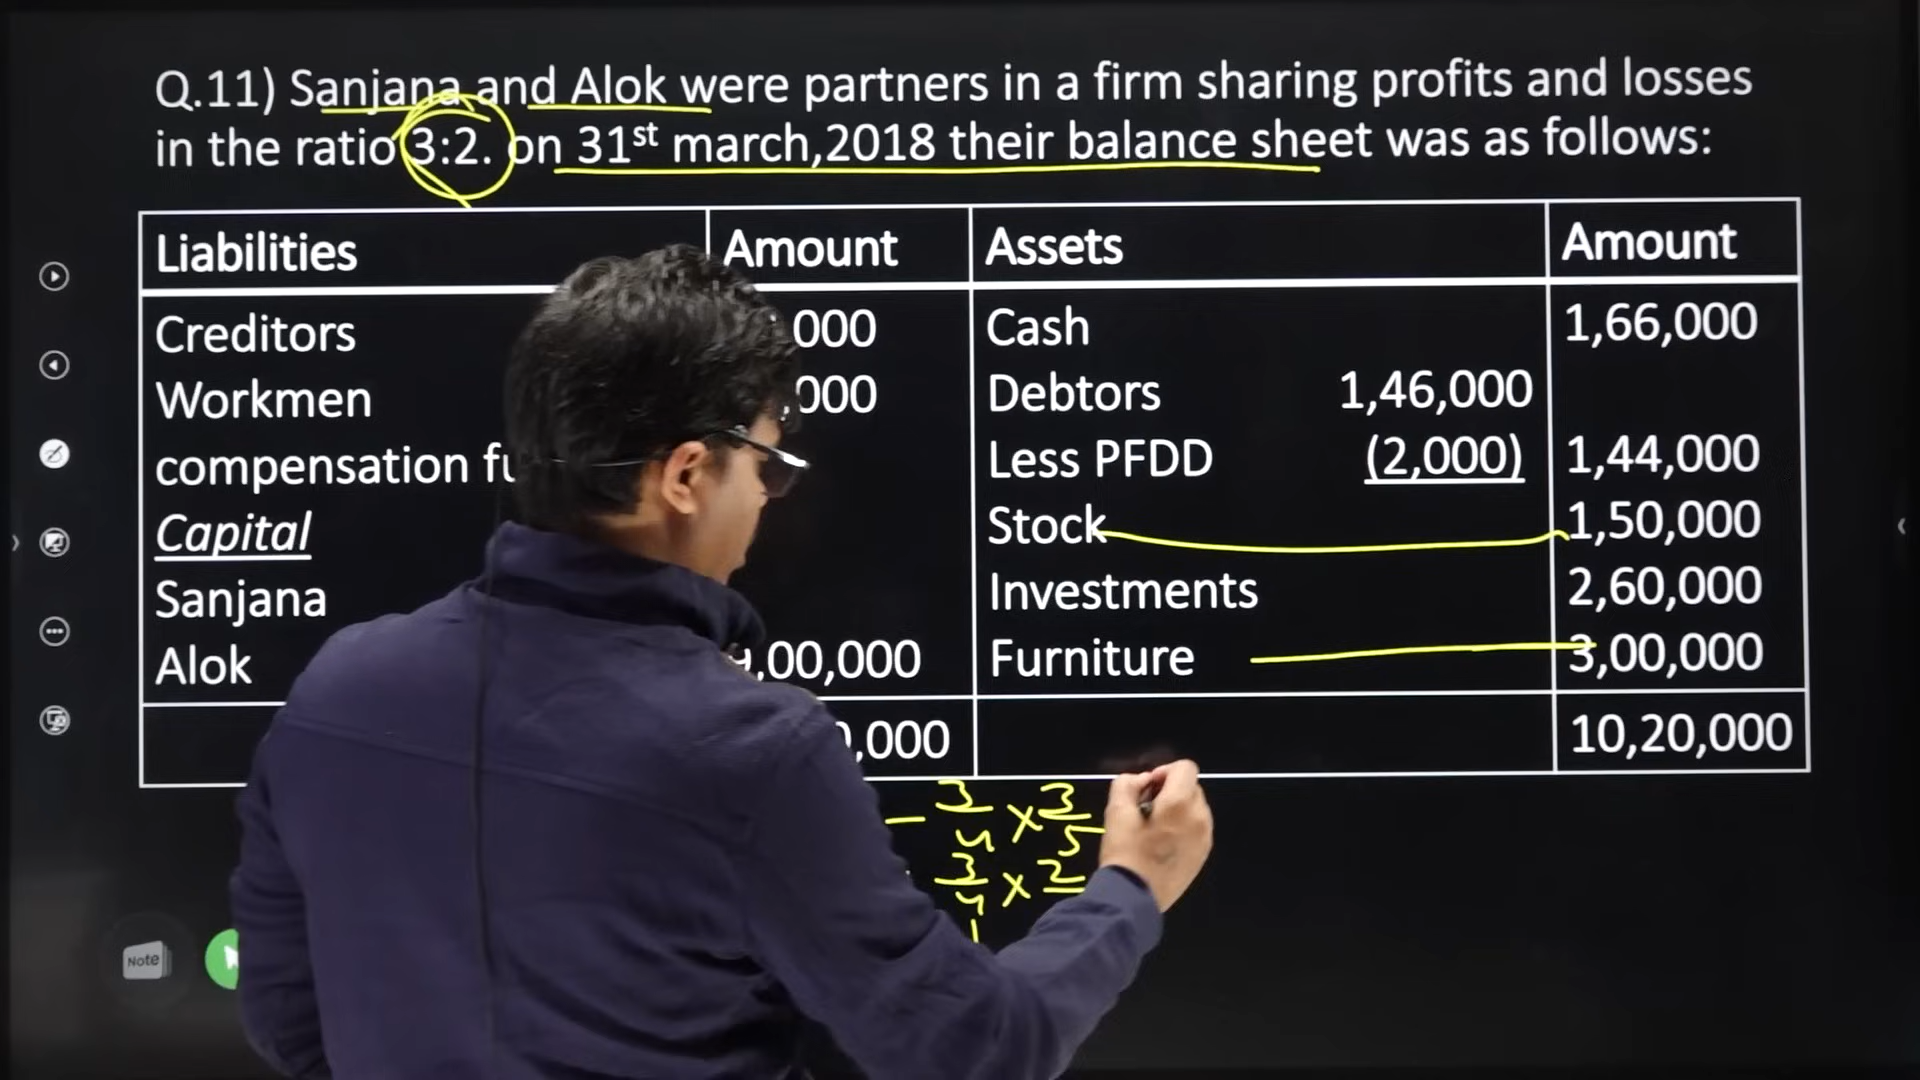 Q.11) Sanjana and Alok were partners in a firm sharing profits and losses
in the ratio 3:2. on 31st march,2018 their balance sheet was as follows:
Liabilities Amount Assets Amount
Creditors ,000 Cash 1,66,000
Workmen ,000 Debtors 1,46,000
compensation Less PFDD (2,000) 1,44,000
Capital Stock 1,50,000
Sanjana Investments 2,60,000
Alok ,00,000 Furniture 3,00,000
,000 10,20,000
- 3/4 × 3/5
3/4 × 2
1
Note